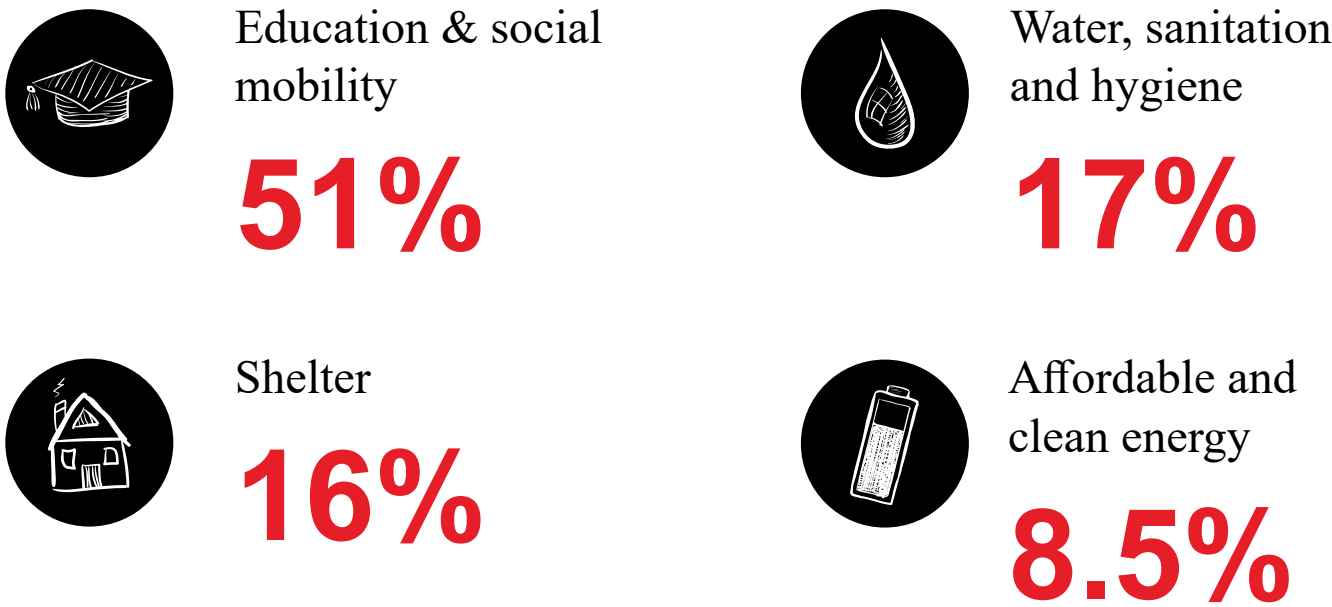 Education & social
mobility
51%
Water, sanitation
and hygiene
17%
Shelter
16%
Affordable and
clean energy
8.5%